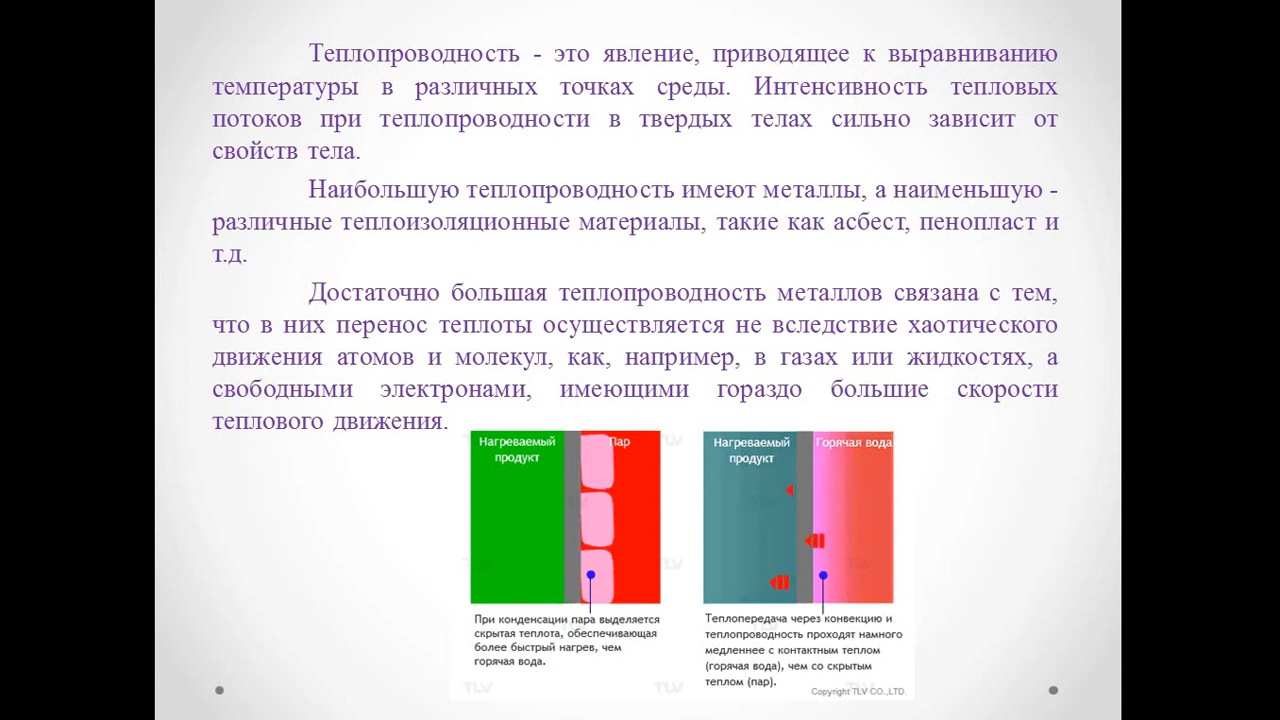 Теплопроводность - это явление, приводящее к выравниванию
температуры в различных точках среды. Интенсивность тепловых
потоков при теплопроводности в твердых телах сильно зависит от
свойств тела.
Наибольшую теплопроводность имеют металлы, а наименьшую -
различные теплоизоляционные материалы, такие как асбест, пенопласт и
т.д.
Достаточно большая теплопроводность металлов связана с тем,
что в них перенос теплоты осуществляется не вследствие хаотического
движения атомов и молекул, как, например, в газах или жидкостях, а
свободными электронами, имеющими гораздо большие скорости
теплового движения.
Нагреваемый
продукт
Пар
При конденсации пара выделяется
скрытая теплота, обеспечивающая
более быстрый нагрев, чем
горячая вода.
Нагреваемый
продукт
Горячая вода
Теплопередача через конвекцию и
теплопроводность проходят намного
медленнее с контактным теплом
(горячая вода), чем со скрытым
теплом (пар).
TLV
TLV
TLV
Copyright TLV CO.,LTD.